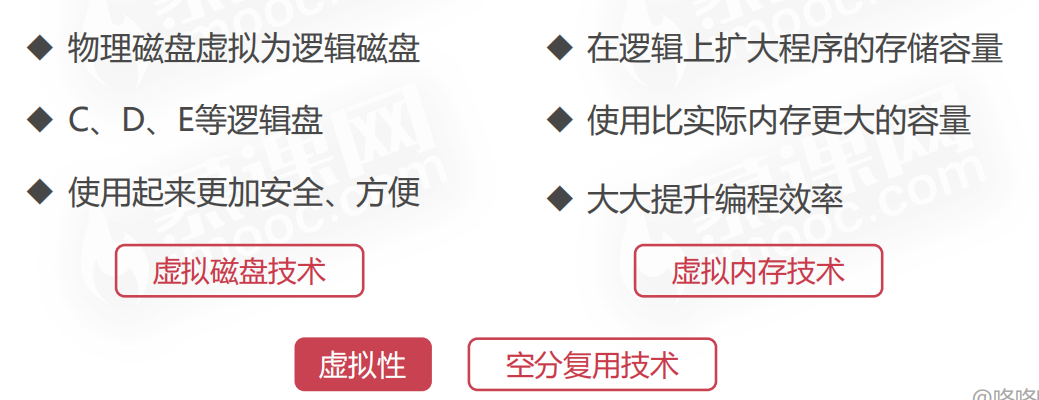 ◆ 物理磁盘虚拟为逻辑磁盘
◆ C、D、E等逻辑盘
◆ 使用起来更加安全、方便
虚拟磁盘技术
◆ 在逻辑上扩大程序的存储容量
◆ 使用比实际内存更大的容量
◆ 大大提升编程效率
虚拟内存技术
虚拟性
空分复用技术